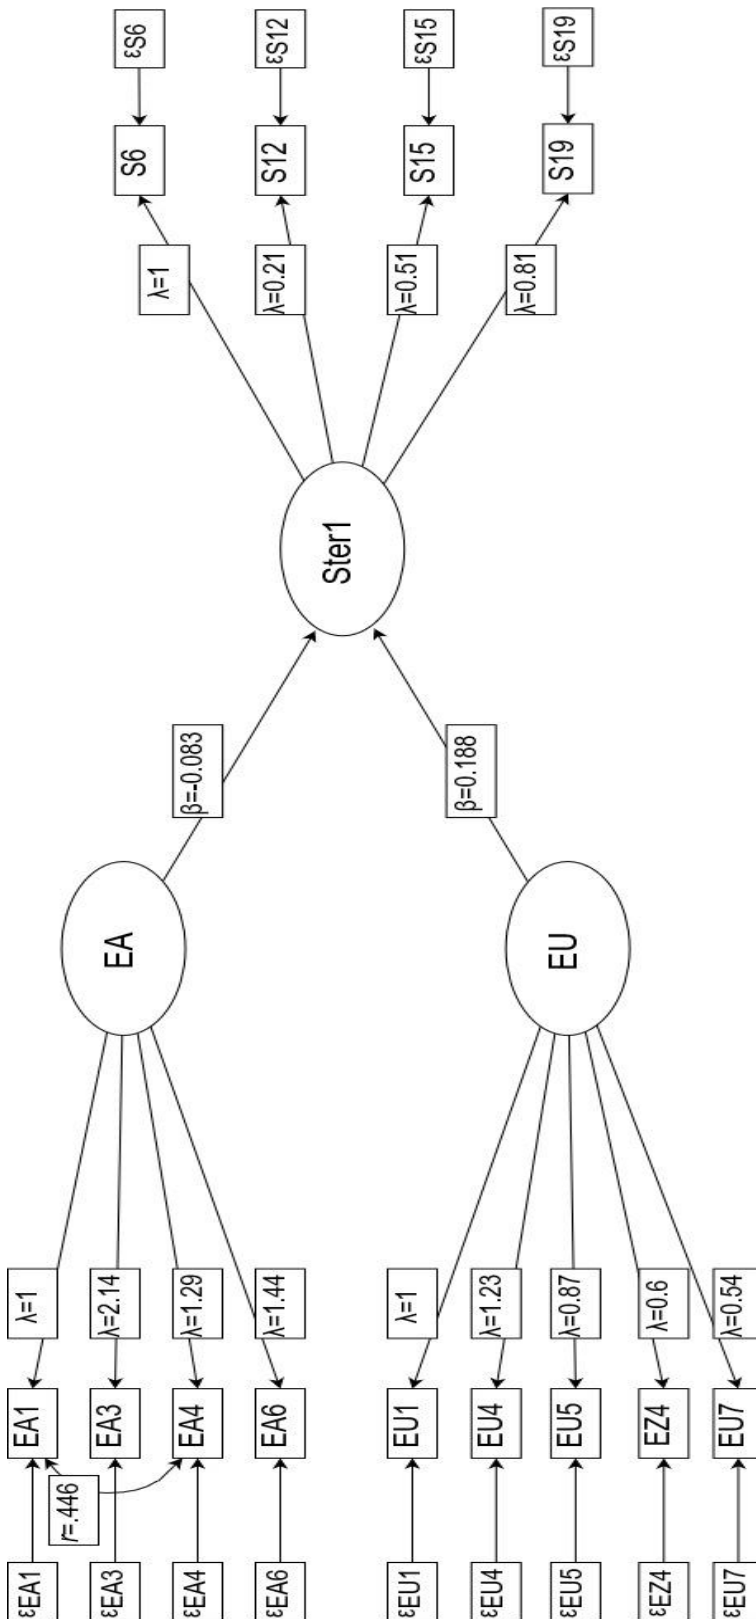 εEA1
εEA3
εEA4
εEA6
εEU1
εEU4
εEU5
εEZ4
εEU7
r=.446
EA1
EA3
EA4
EA6
EU1
EU4
EU5
EZ4
EU7
λ=1
λ=2.14
λ=1.29
λ=1.44
λ=1
λ=1.23
λ=0.87
λ=0.6
λ=0.54
EA
EU
β=-0.083
β=0.188
Ster1
λ=1
λ=0.21
λ=0.51
λ=0.81
S6
S12
S15
S19
εS6
εS12
εS15
εS19